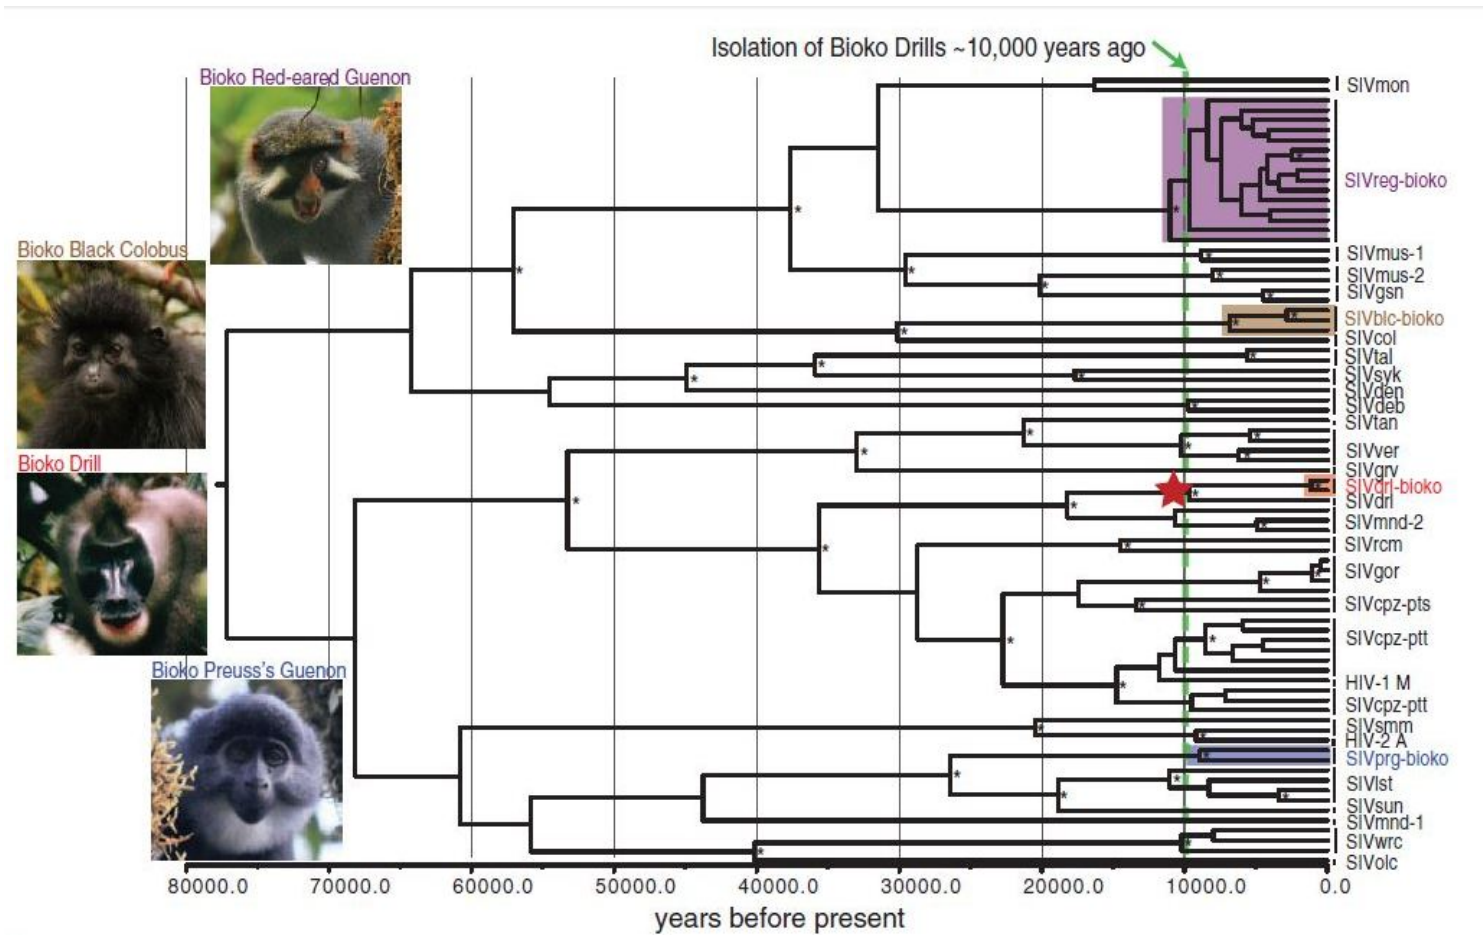 Isolation of Bioko Drills ~10,000 years ago
Bioko Red-eared Guenon
Bioko Black Colobus
Bioko Drill
Bioko Preuss's Guenon
SIVmon
SIVreg-bioko
SIVmus-1
SIVmus-2
SIVgsn
SIVblc-bioko
SIVcol
SIVtal
SIVsyk
SIVden
SIVdeb
SIVtan
SIVver
SIVgrv
SIVdrl-bioko
SIVdrl
SIVmnd-2
SIVrcm
SIVgor
SIVcpz-pts
SIVcpz-ptt
HIV-1 M
SIVcpz-ptt
SIVsmm
HIV-2 A
SIVprg-bioko
SIVlst
SIVsun
SIVmnd-1
SIVwrc
SIVolc
80000.0 70000.0 60000.0 50000.0 40000.0 30000.0 20000.0 10000.0 0.0
years before present